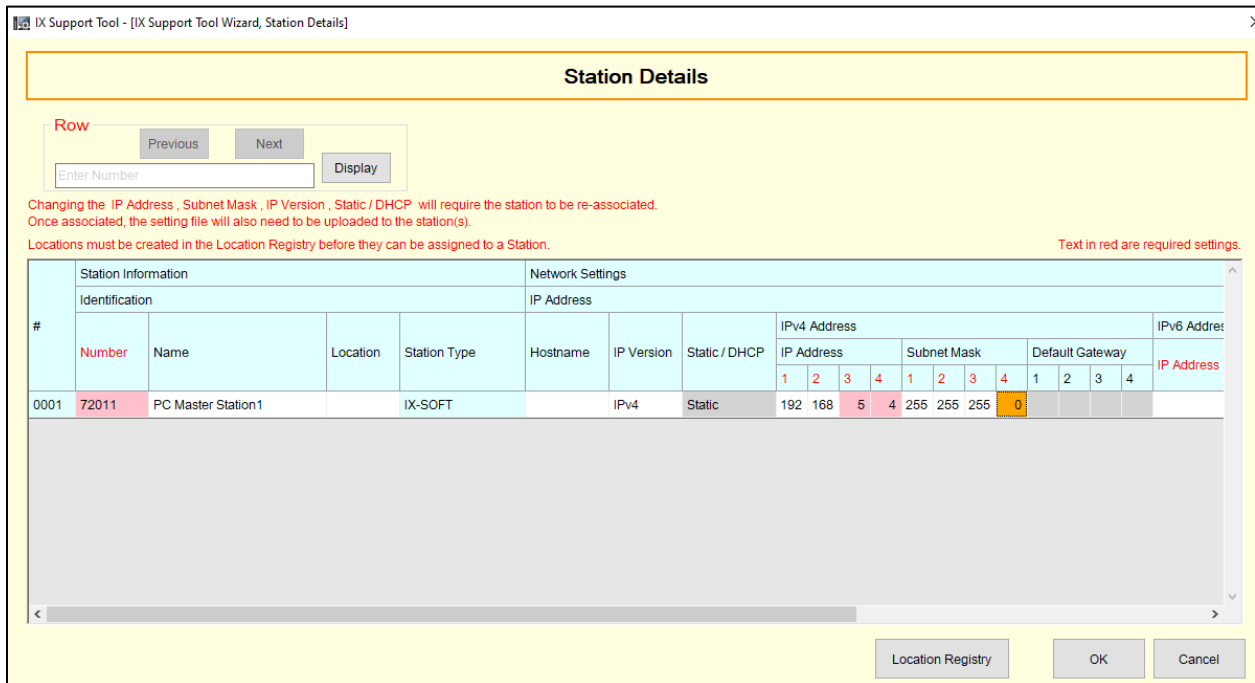 IX Support Tool - [IX Support Tool Wizard, Station Details]
Station Details
Row
Previous Next
Enter Number Display
Changing the IP Address , Subnet Mask , IP Version , Static / DHCP will require the station to be re-associated.
Once associated, the setting file will also need to be uploaded to the station(s).
Locations must be created in the Location Registry before they can be assigned to a Station. Text in red are required settings.
Station Information Network Settings
Identification IP Address
# Number Name Location Station Type Hostname IP Version Static / DHCP IPv4 Address IPv6 Addres
IP Address Subnet Mask Default Gateway IP Address
1 2 3 4 1 2 3 4 1 2 3 4
0001 72011 PC Master Station1 IX-SOFT IPv4 Static 192 168 5 4 255 255 255 0
Location Registry OK Cancel